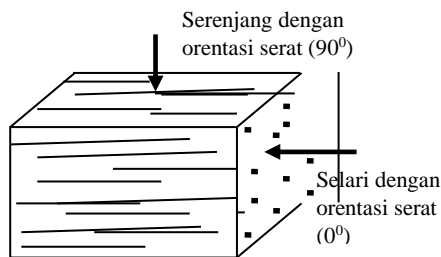 Serenjang dengan
orentasi serat (90⁰)
Selari dengan
orentasi serat
(0⁰)